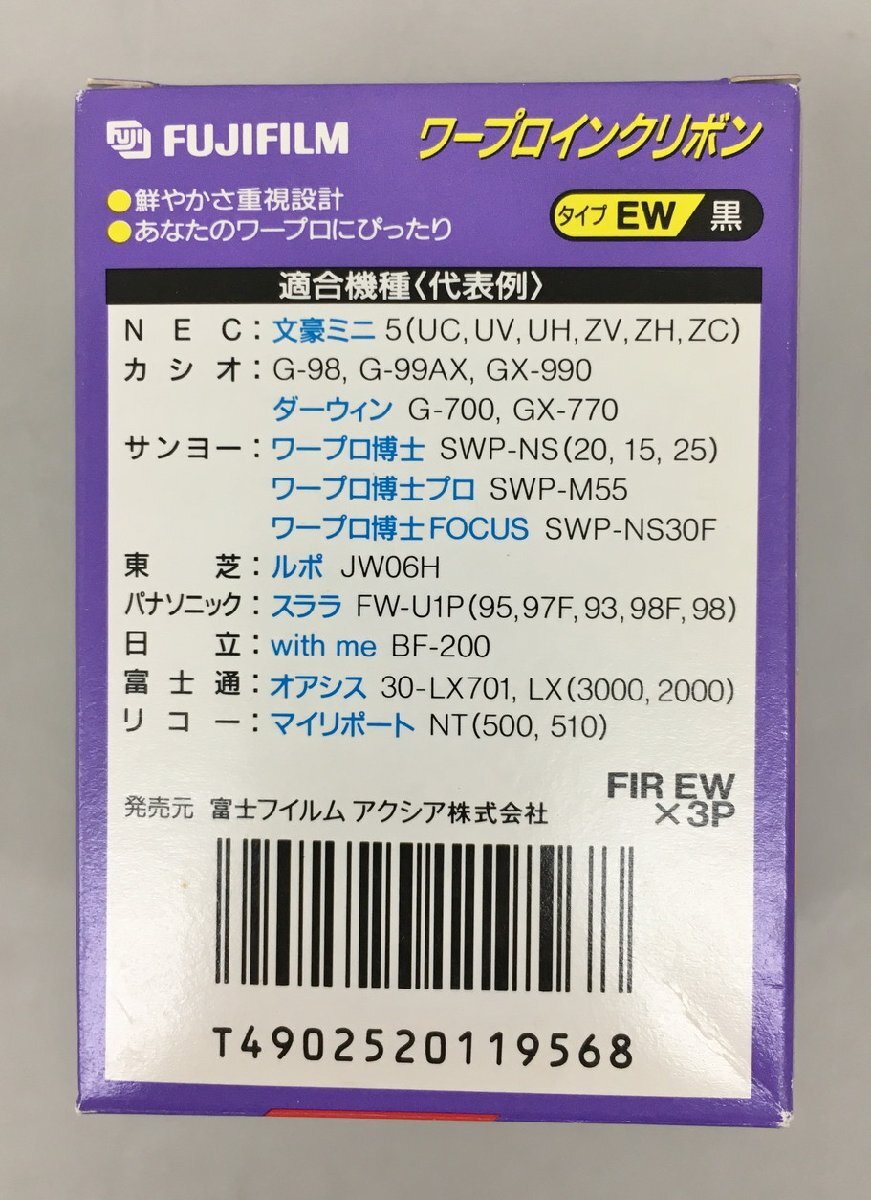 Fuji FUJIFILM
ワープロインクリボン
●鮮やかさ重視設計
●あなたのワープロにぴったり
タイプ EW 黒
適合機種〈代表例〉
NEC:文豪ミニ 5(UC,UV,UH,ZV,ZH,ZC)
カシオ:G-98, G-99AX, GX-990
ダーウィン G-700, GX-770
サンヨー:ワープロ博士 SWP-NS(20, 15, 25)
ワープロ博士プロ SWP-M55
ワープロ博士FOCUS SWP-NS30F
東芝:ルポ JW06H
パナソニック:スララ FW-U1P(95,97F,93,98F,98)
日立:with me BF-200
富士通:オアシス 30-LX701, LX(3000, 2000)
リコー:マイリポート NT(500, 510)
FIR EW
×3P
発売元 富士フイルム アクシア株式会社
T4902520119568